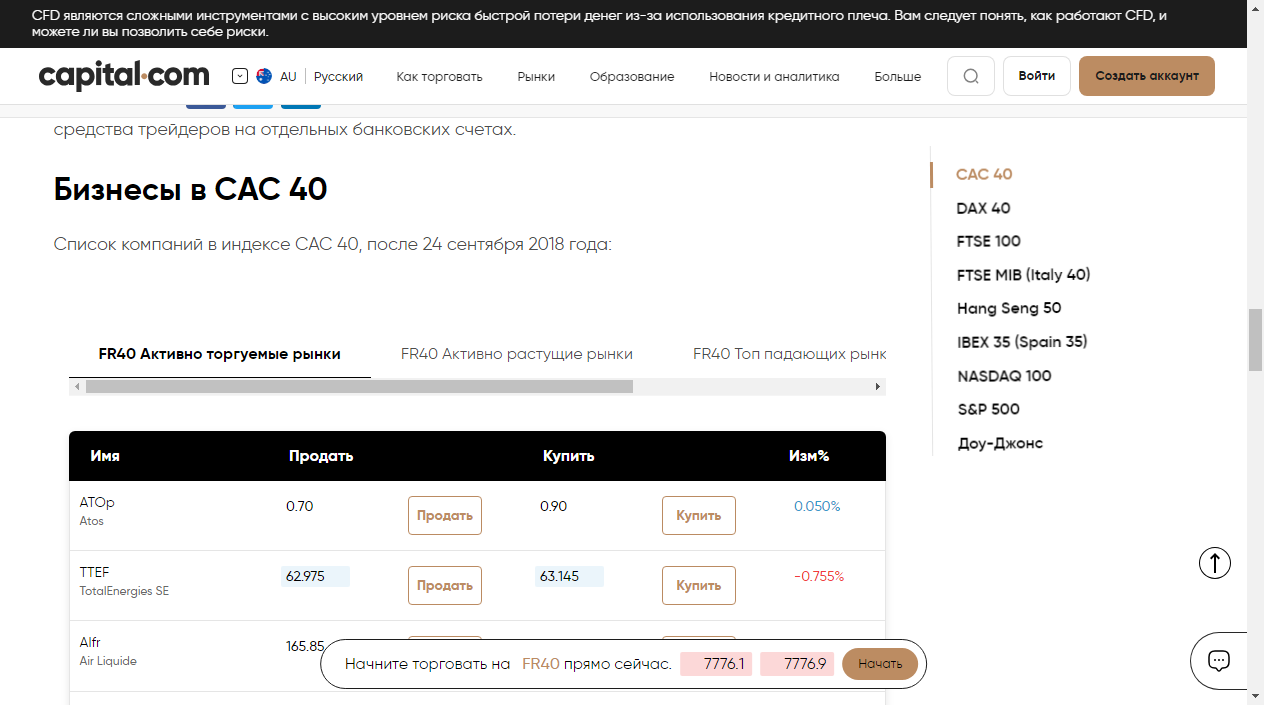 CFD являются сложными инструментами с высоким уровнем риска быстрой потери денег из-за использования кредитного плеча. Вам следует понять, как работают CFD, и
можете ли вы позволить себе риски.
capital.com AU Русский Как торговать Рынки Образование Новости и аналитика Больше Войти Создать аккаунт
средства трейдеров на отдельных банковских счетах.
Бизнесы в CAC 40
Список компаний в индексе CAC 40, после 24 сентября 2018 года:
FR40 Активно торгуемые рынки FR40 Активно растущие рынки FR40 Топ падающих рынк
Имя Продать Купить Изм%
ATOp 0.70 Продать 0.90 Купить 0.050%
Atos
TTEF 62.975 Продать 63.145 Купить -0.755%
TotalEnergies SE
AIfr 165.85
Air Liquide
Начните торговать на FR40 прямо сейчас. 7776.1 7776.9 Начать
CAC 40
DAX 40
FTSE 100
FTSE MIB (Italy 40)
Hang Seng 50
IBEX 35 (Spain 35)
NASDAQ 100
S&P 500
Доу-Джонс